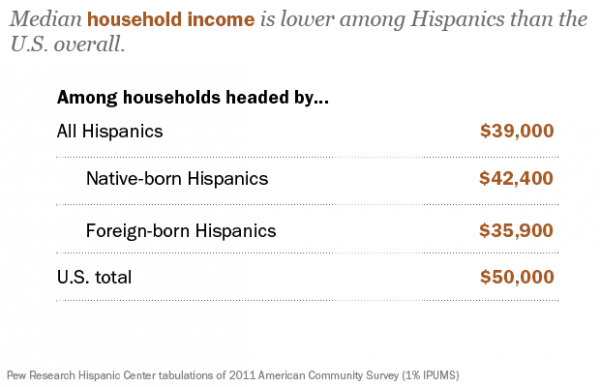 Median household income is lower among Hispanics than the
U.S. overall.
Among households headed by...
All Hispanics $39,000
Native-born Hispanics $42,400
Foreign-born Hispanics $35,900
U.S. total $50,000
Pew Research Hispanic Center tabulations of 2011 American Community Survey (1% IPUMS)